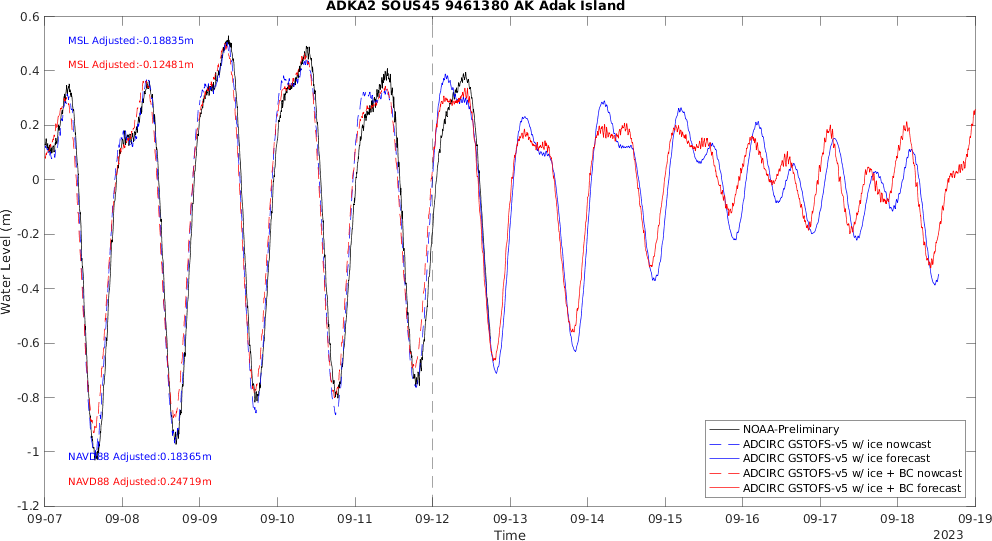 ADKA2 SOUS45 9461380 AK Adak Island
0.6
0.4
0.2
0
-0.2
-0.4
-0.6
-0.8
-1
-1.2
Water Level (m)
MSL Adjusted:-0.18835m
MSL Adjusted:-0.12481m
NAVD88 Adjusted:0.18365m
NAVD88 Adjusted:0.24719m
NOAA-Preliminary
ADCIRC GSTOFS-v5 w/ ice nowcast
ADCIRC GSTOFS-v5 w/ ice forecast
ADCIRC GSTOFS-v5 w/ ice + BC nowcast
ADCIRC GSTOFS-v5 w/ ice + BC forecast
09-07 09-08 09-09 09-10 09-11 09-12 09-13 09-14 09-15 09-16 09-17 09-18 09-19
Time
2023